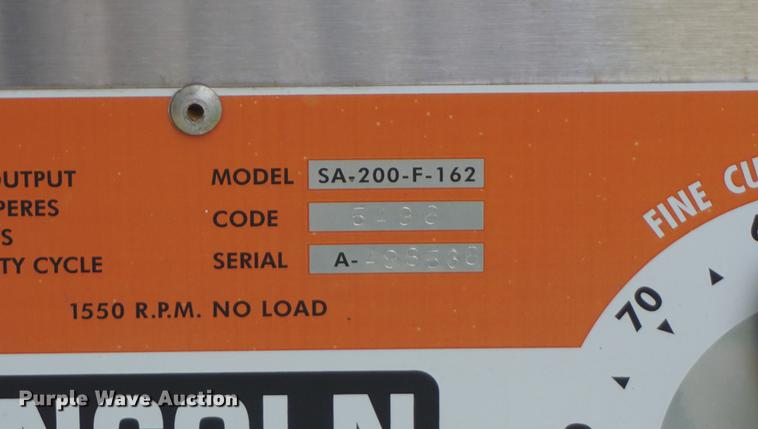 OUTPUT
MODEL SA-200-F-162
PERES
CODE
S
TY CYCLE
SERIAL A-
1550 R.P.M. NO LOAD
FINE CU
70
Purple Wave Auction
NCOLN